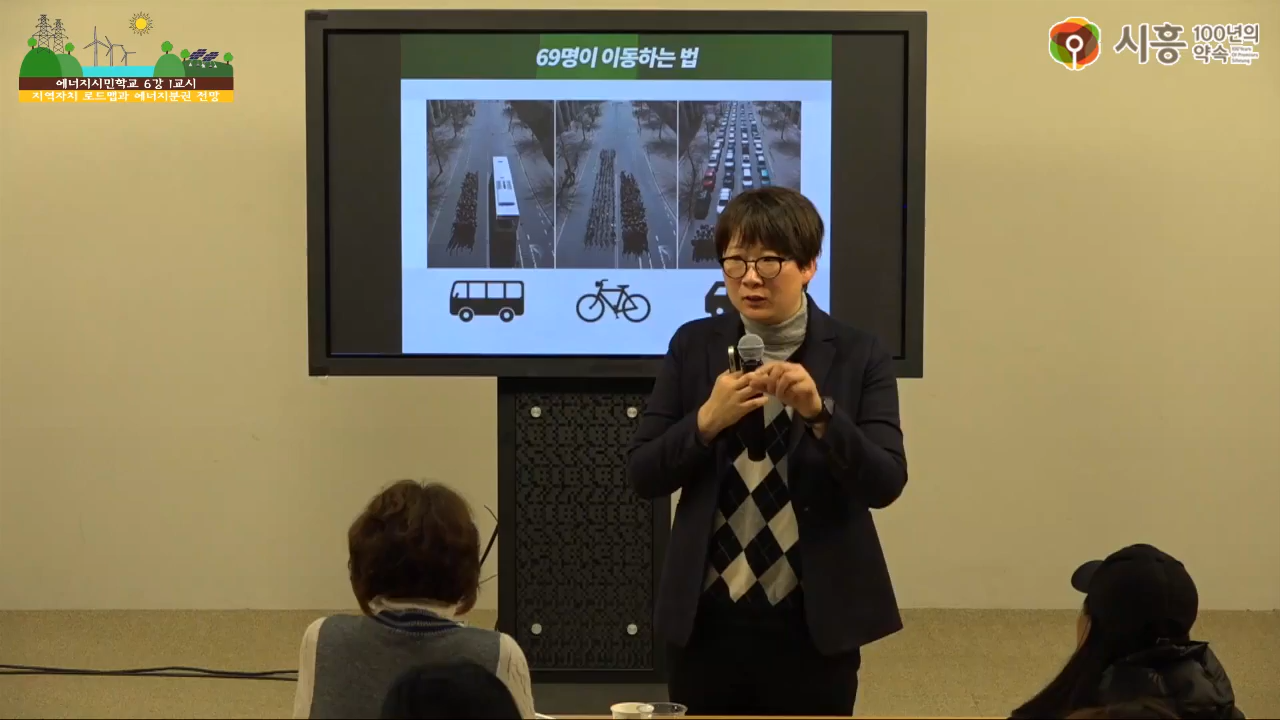 에너지시민학교 6강 1교시
지역자치 로드맵과 에너지분권 전망
시흥
100년의
약속
69명이 이동하는 법